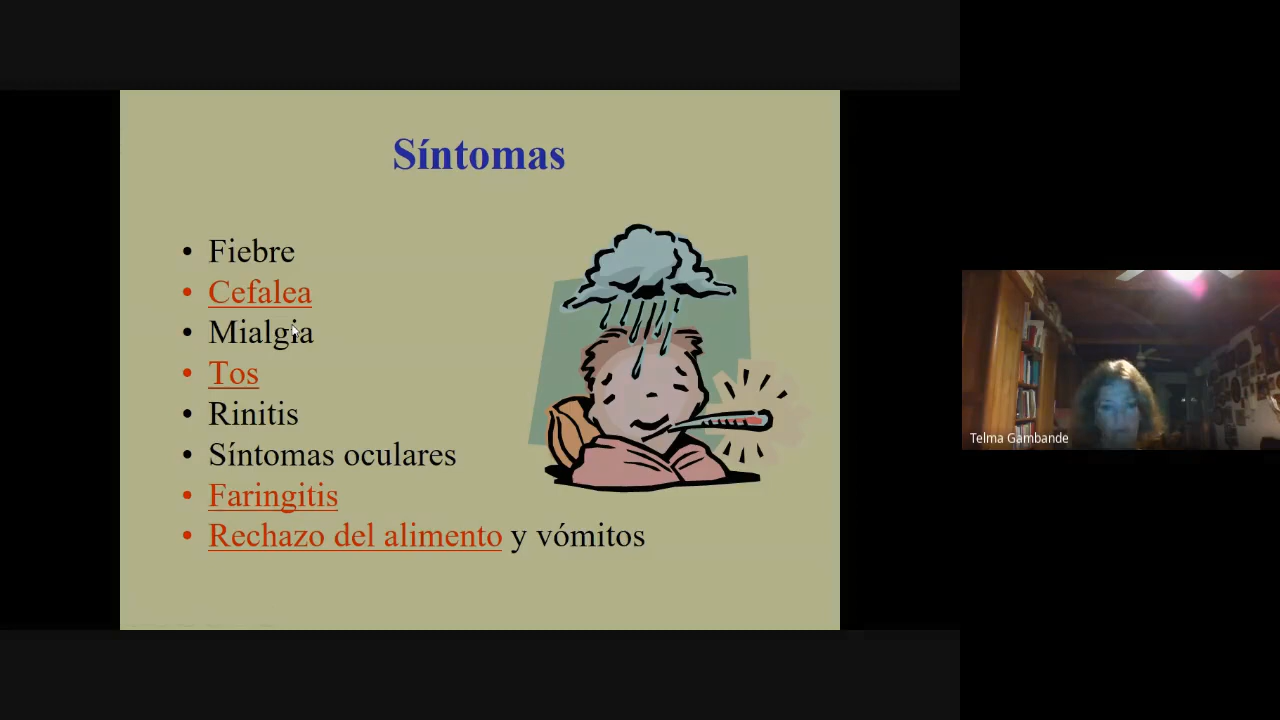 Síntomas
Fiebre
Cefalea
Mialgia
Tos
Rinitis
Síntomas oculares
Faringitis
Rechazo del alimento y vómitos
Telma Gambande